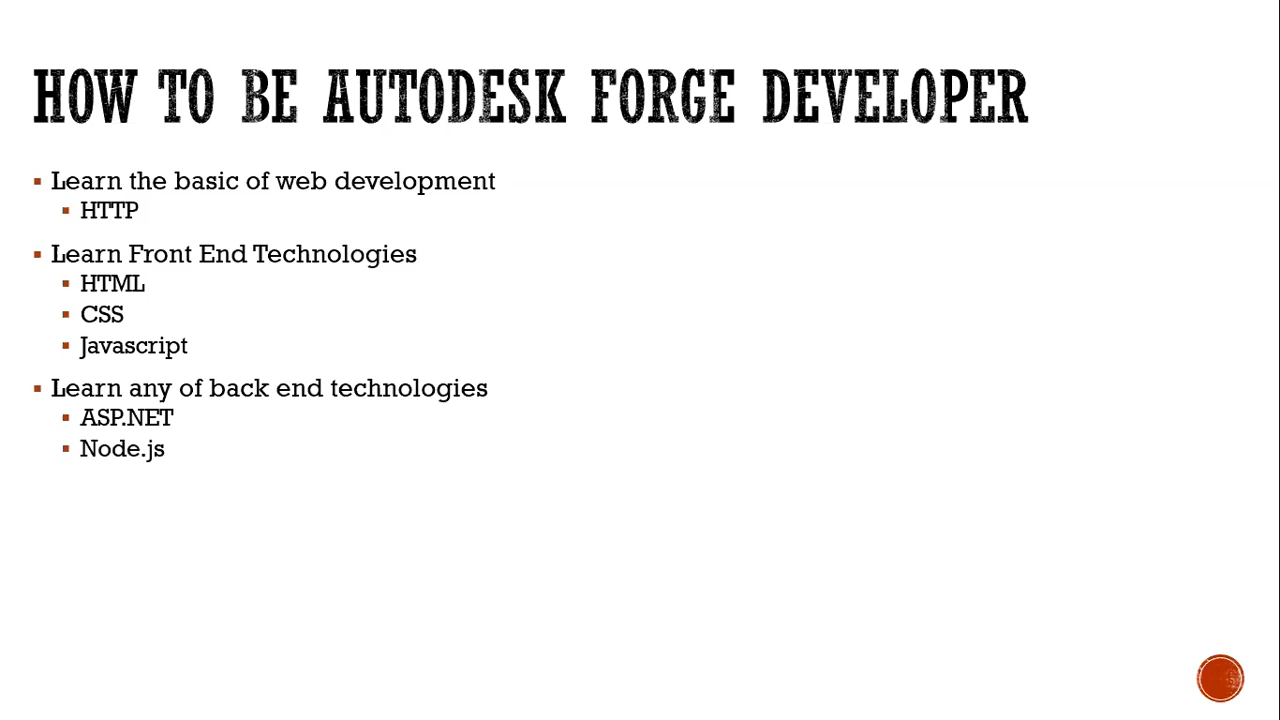 HOW TO BE AUTODESK FORGE DEVELOPER
Learn the basic of web development
HTTP
Learn Front End Technologies
HTML
CSS
Javascript
Learn any of back end technologies
ASP.NET
Node.js